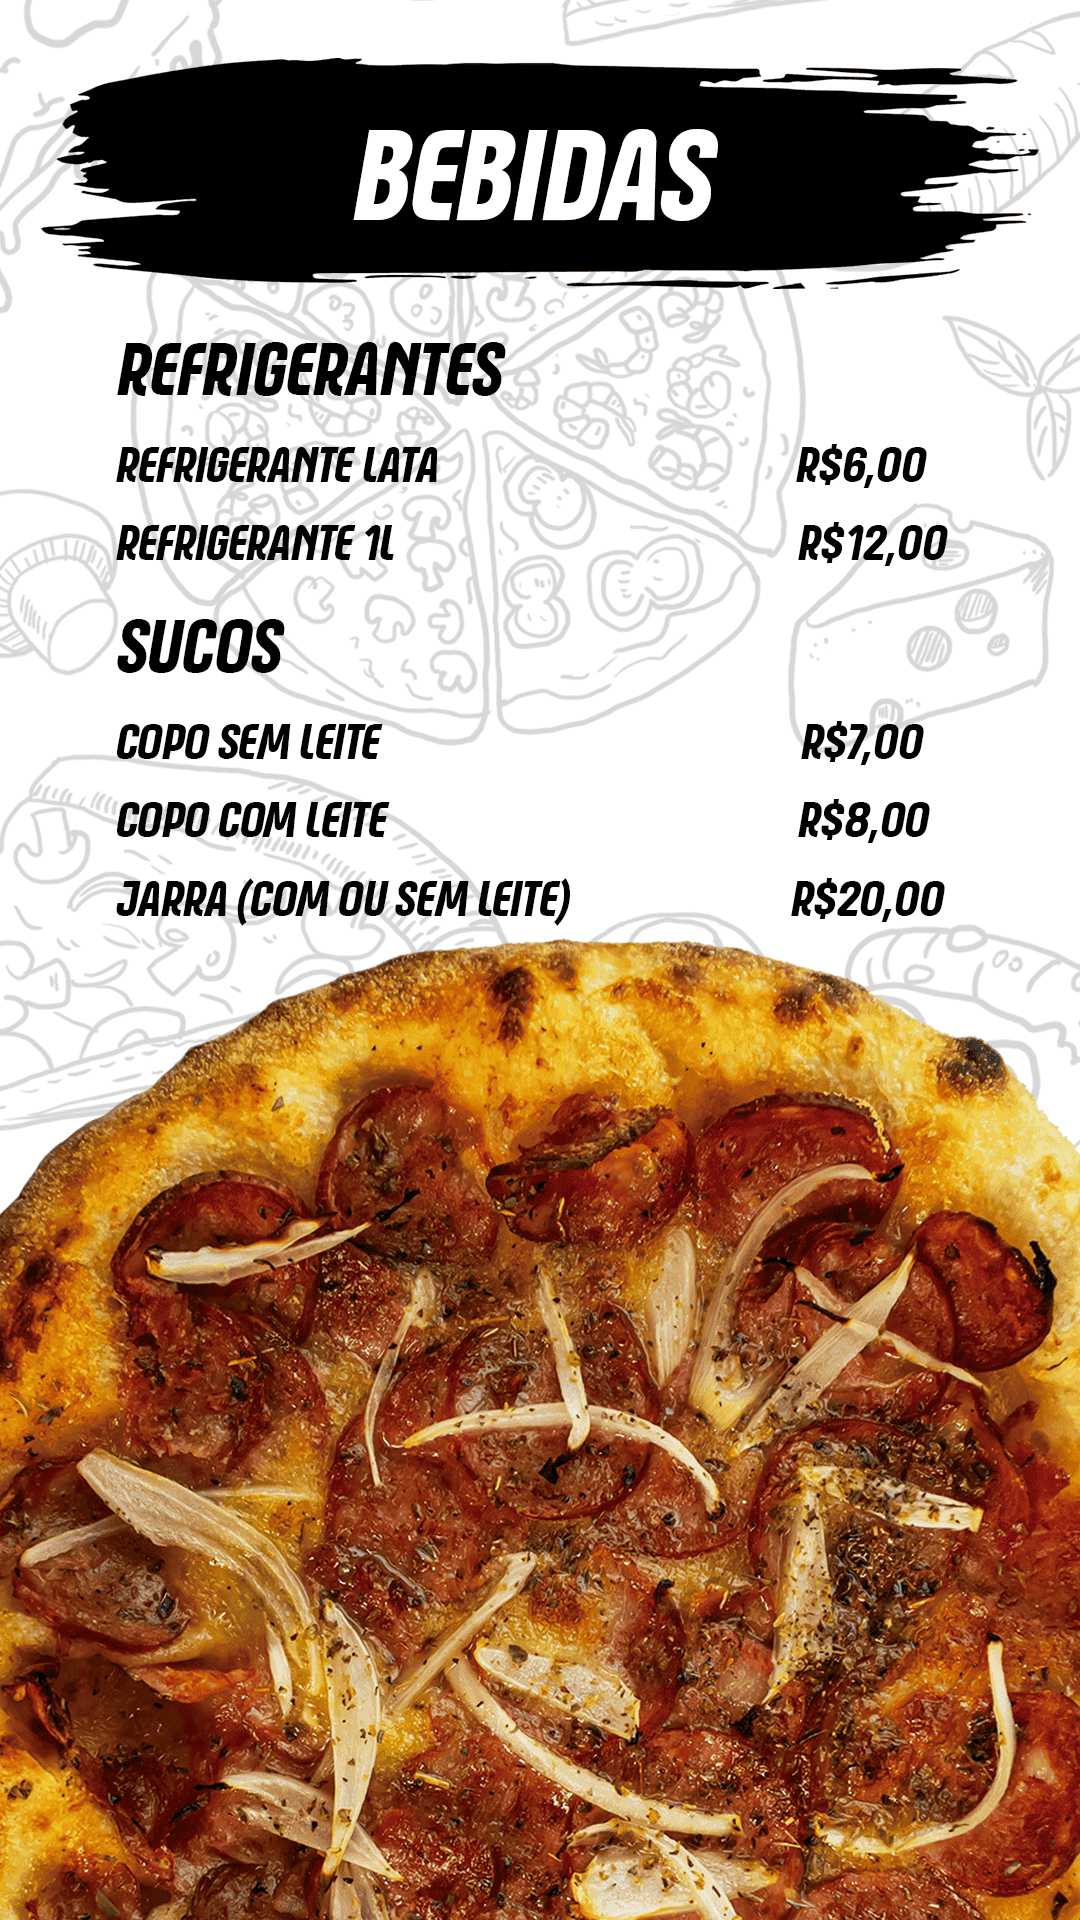 BEBIDAS
REFRIGERANTES
REFRIGERANTE LATA R$6,00
REFRIGERANTE 1L R$12,00
SUCOS
COPO SEM LEITE R$7,00
COPO COM LEITE R$8,00
JARRA (COM OU SEM LEITE) R$20,00